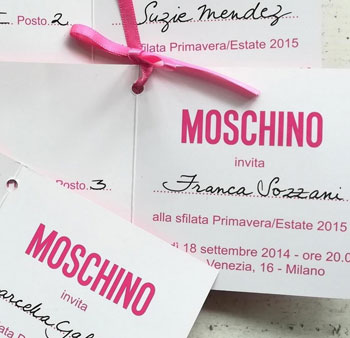 Posto. 2
Suzie Mendez
sfilata Primavera/Estate 2015
MOSCHINO
invita
Posto. 3
Franca Sozzani
alla sfilata Primavera/Estate 2015
18 settembre 2014 - ore 20.0
Venezia, 16 - Milano
MOSCHINO
invita